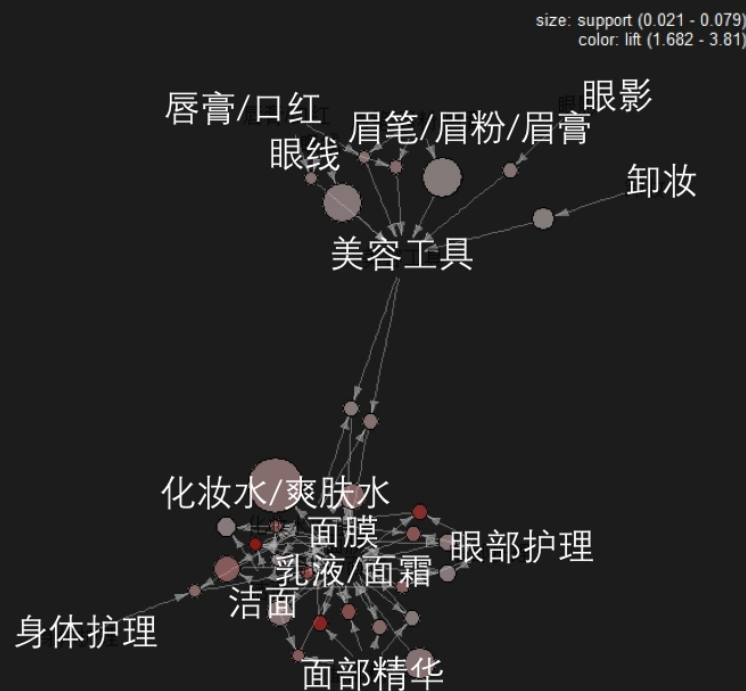 size: support (0.021 - 0.079)
color: lift (1.682 - 3.81)
眼影
唇膏/口红
眉笔/眉粉/眉膏
眼线
卸妆
美容工具
化妆水/爽肤水
面膜
眼部护理
乳液/面霜
洁面
身体护理
面部精华